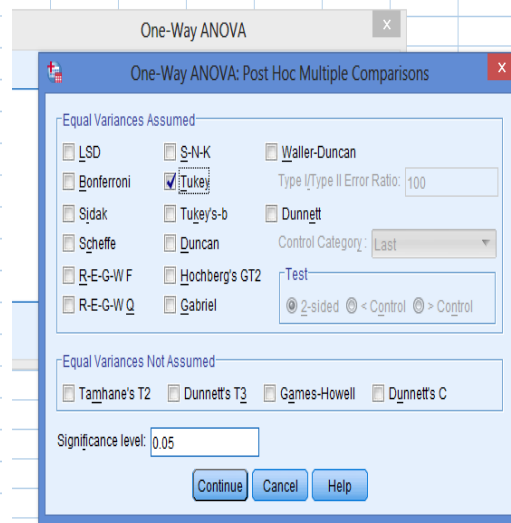 One-Way ANOVA
x
One-Way ANOVA: Post Hoc Multiple Comparisons
x
Equal Variances Assumed
LSD S-N-K Waller-Duncan
Bonferroni Tukey Type I/Type II Error Ratio: 100
Sidak Tukey's-b Dunnett
Scheffe Duncan Control Category : Last
R-E-G-W F Hochberg's GT2 Test
R-E-G-W Q Gabriel 2-sided < Control > Control
Equal Variances Not Assumed
Tamhane's T2 Dunnett's T3 Games-Howell Dunnett's C
Significance level: 0.05
Continue Cancel Help